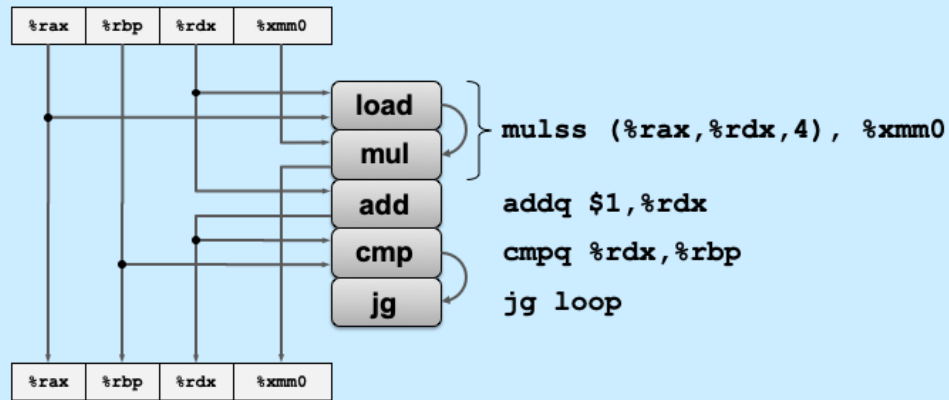 %rax %rbp %rdx %xmm0
load
mulss (%rax,%rdx,4), %xmm0
mul
add addq $1,%rdx
cmp cmpq %rdx,%rbp
jg jg loop
%rax %rbp %rdx %xmm0